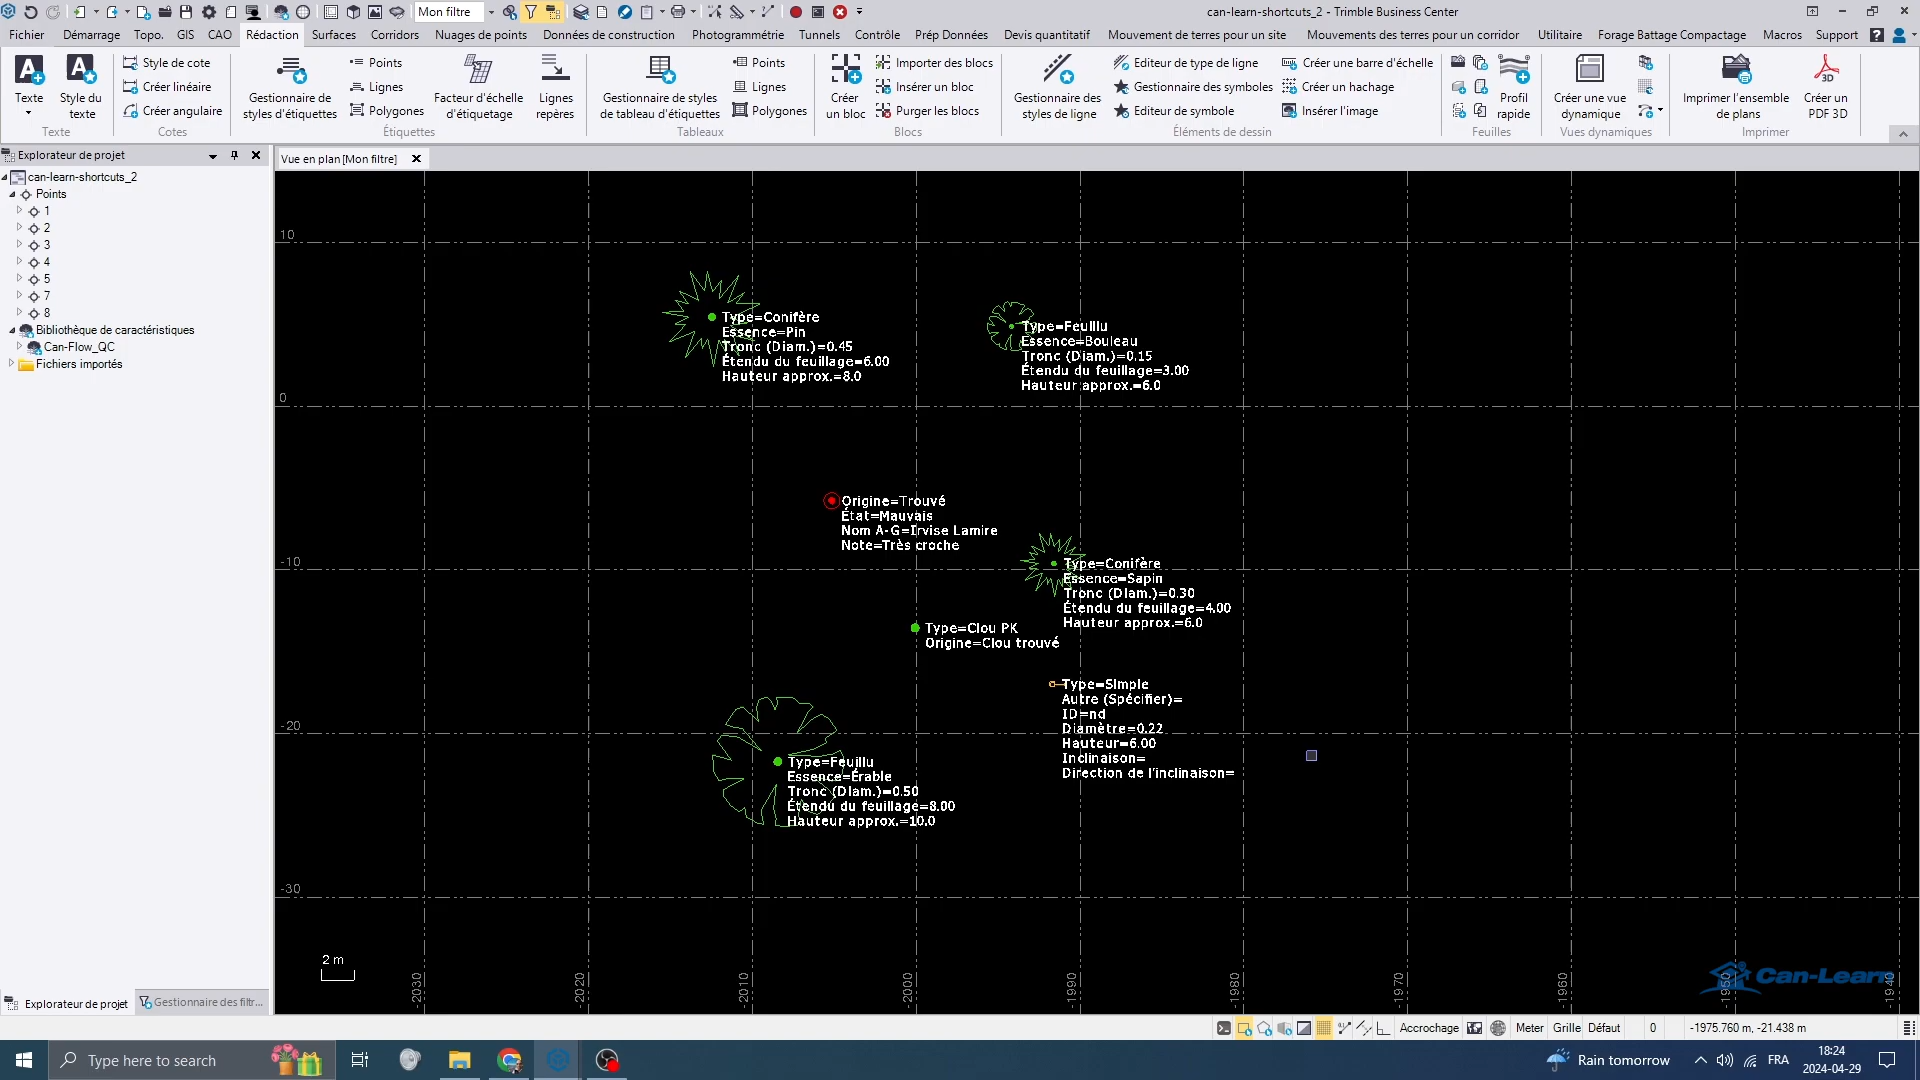 Mon filtre
can-learn-shortcuts_2 - Trimble Business Center
Fichier Démarrage Topo. GIS CAO Rédaction Surfaces Corridors Nuages de points Données de construction Photogrammétrie Tunnels Contrôle Prép Données Devis quantitatif Mouvement de terres pour un site Mouvements des terres pour un corridor Utilitaire Forage Battage Compactage Macros Support
Texte
Style du
texte
Texte
Style de cote
Créer linéaire
Créer angulaire
Cotes
Gestionnaire de
styles d'étiquettes
Points
Lignes
Polygones
Facteur d'échelle
d'étiquetage
Lignes
repères
Étiquettes
Gestionnaire de styles
de tableau d'étiquettes
Points
Lignes
Polygones
Tableaux
Créer
un bloc
Importer des blocs
Insérer un bloc
Purger les blocs
Blocs
Gestionnaire des
styles de ligne
Editeur de type de ligne
Gestionnaire des symboles
Editeur de symbole
Créer une barre d'échelle
Créer un hachage
Insérer l'image
Éléments de dessin
Profil
rapide
Feuilles
Créer une vue
dynamique
Vues dynamiques
Imprimer l'ensemble
de plans
Créer un
PDF 3D
Imprimer
Explorateur de projet
can-learn-shortcuts_2
Points
1
2
3
4
5
7
8
Bibliothèque de caractéristiques
Can-Flow_QC
Fichiers importés
Explorateur de projet
Gestionnaire des filtr...
Vue en plan[Mon filtre]
10
0
-10
-20
-30
Type=Conifère
Essence=Pin
Tronc (Diam.)=0.45
Étendu du feuillage=6.00
Hauteur approx.=8.0
Type=Feuillu
Essence=Bouleau
Tronc (Diam.)=0.15
Étendu du feuillage=3.00
Hauteur approx.=6.0
Origine=Trouvé
État=Mauvais
Nom A-G=Irvise Lamire
Note=Très croche
Type=Conifère
Essence=Sapin
Tronc (Diam.)=0.30
Étendu du feuillage=4.00
Hauteur approx.=6.0
Type=Clou PK
Origine=Clou trouvé
Type=Simple
Autre (Spécifier)=
ID=nd
Diamètre=0.22
Hauteur=6.00
Inclinaison=
Direction de l'inclinaison=
Type=Feuillu
Essence=Érable
Tronc (Diam.)=0.50
Étendu du feuillage=8.00
Hauteur approx.=10.0
2 m
-2030 -2020 -2010 -2000 -1990 -1980 -1970 -1960 -1950 -1940
Can-Learn
Accrochage Meter Grille Défaut 0 -1975.760 m, -21.438 m
Type here to search
Rain tomorrow
FRA
18:24
2024-04-29